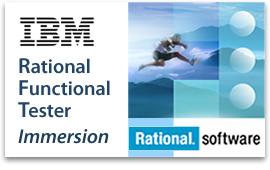 IBM
Rational
Functional
Tester
Immersion
Rational. software